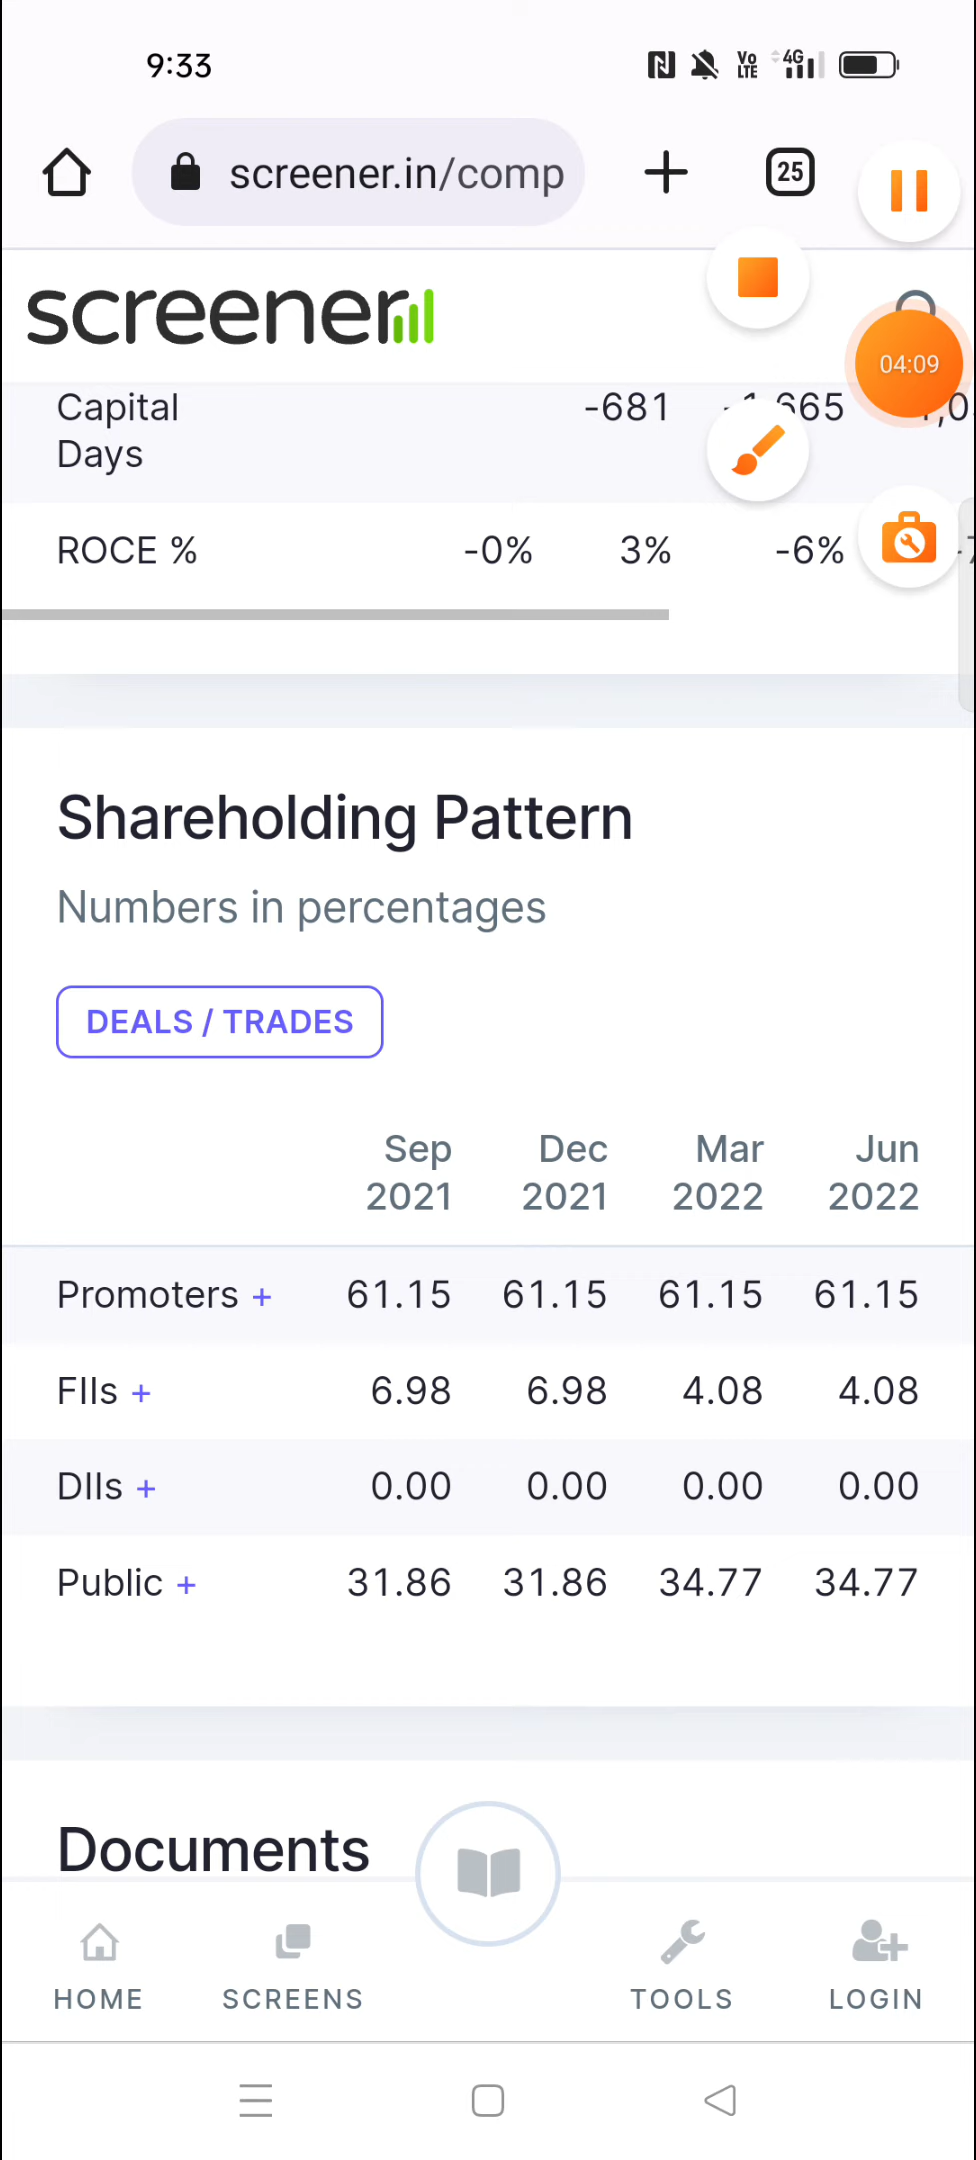 9:33
Vo LTE 4G
screener.in/comp
25
screener
04:09
Capital Days -681
ROCE % -0% 3% -6%
Shareholding Pattern
Numbers in percentages
DEALS / TRADES
Sep 2021 Dec 2021 Mar 2022 Jun 2022
Promoters + 61.15 61.15 61.15 61.15
FIIs + 6.98 6.98 4.08 4.08
DIIs + 0.00 0.00 0.00 0.00
Public + 31.86 31.86 34.77 34.77
Documents
HOME SCREENS TOOLS LOGIN